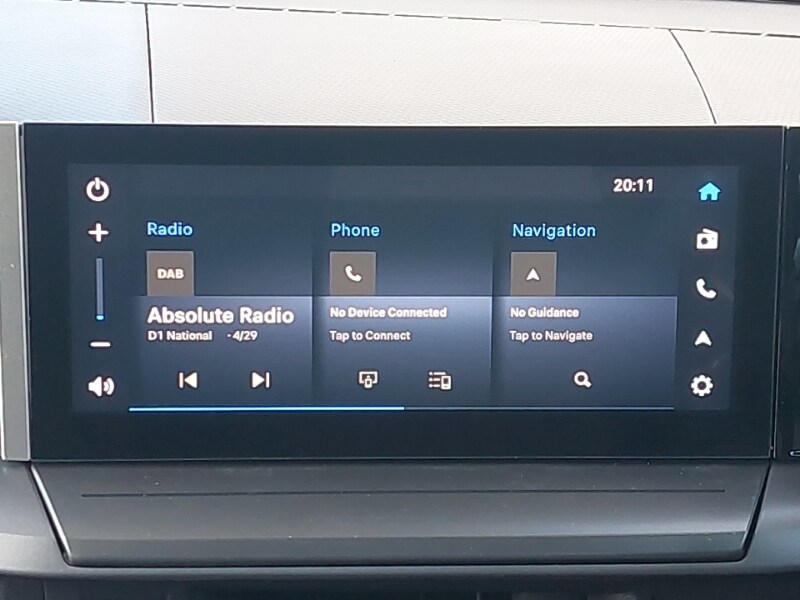 20:11
Radio
DAB
Absolute Radio
D1 National · 4/29
Phone
No Device Connected
Tap to Connect
Navigation
No Guidance
Tap to Navigate